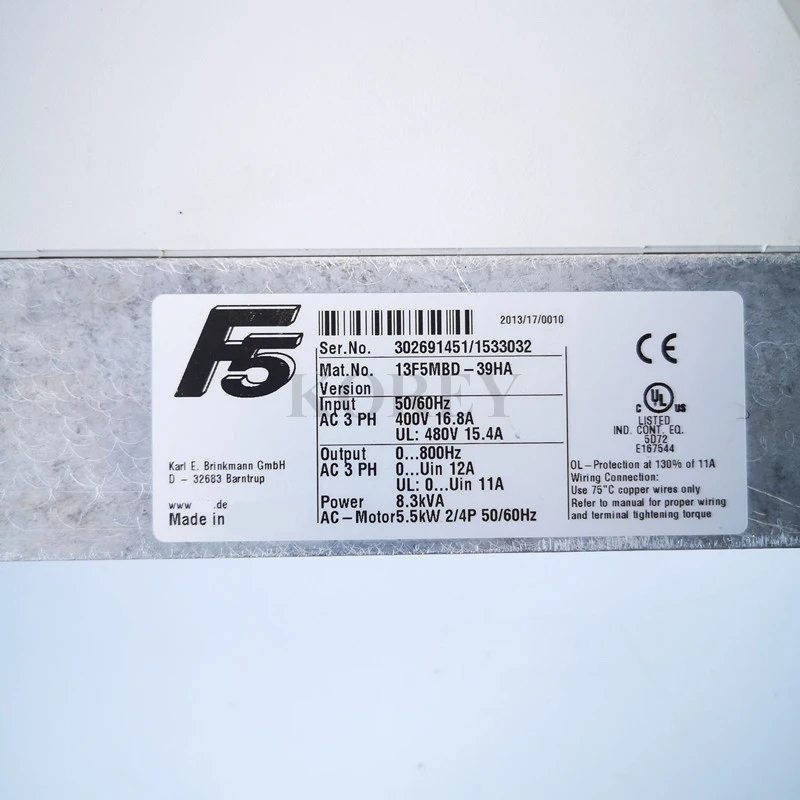 F5
2013/17/0010
Ser.No. 302691451/1533032
Mat.No. 13F5MBD-39HA
Version
Input 50/60Hz
AC 3 PH 400V 16.8A
UL: 480V 15.4A
Output 0...800Hz
AC 3 PH 0...Uin 12A
UL: 0...Uin 11A
Power 8.3kVA
AC-Motor 5.5kW 2/4P 50/60Hz
Karl E. Brinkmann GmbH
D - 32683 Barntrup
www .de
Made in
CE
C UL US
LISTED
IND. CONT. EQ.
5D72
E167544
OL-Protection at 130% of 11A
Wiring Connection:
Use 75°C copper wires only
Refer to manual for proper wiring
and terminal tightening torque
KOBEY